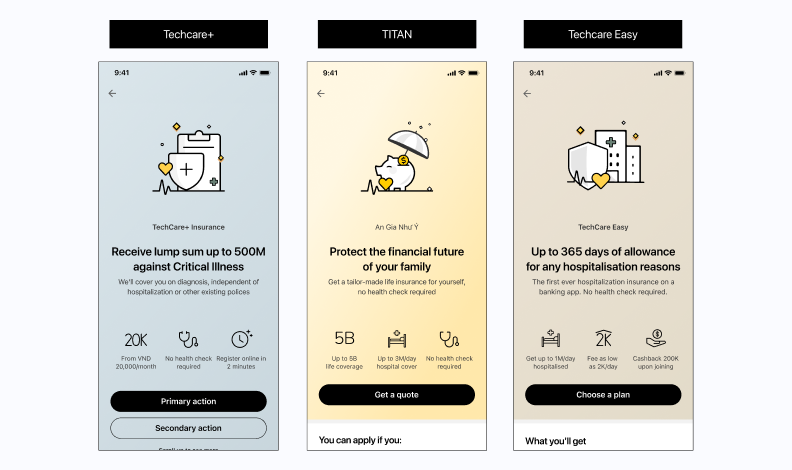 Techcare+
TITAN
Techcare Easy
9:41
TechCare+ Insurance
Receive lump sum up to 500M
against Critical Illness
We'll cover you on diagnosis, independent of
hospitalization or other existing polices
20K
From VND
20,000/month
No health check
required
Register online in
2 minutes
Primary action
Secondary action
Scroll up to see more
9:41
$
An Gia Như Ý
Protect the financial future
of your family
Get a tailor-made life insurance for yourself,
no health check required
5B
Up to 5B
life coverage
Up to 3M/day
hospital cover
No health check
required
Get a quote
You can apply if you:
9:41
TechCare Easy
Up to 365 days of allowance
for any hospitalisation reasons
The first ever hospitalization insurance on a
banking app. No health check required.
Get up to 1M/day
hospitalised
2K
Fee as low
as 2K/day
$
Cashback 200K
upon joining
Choose a plan
What you'll get